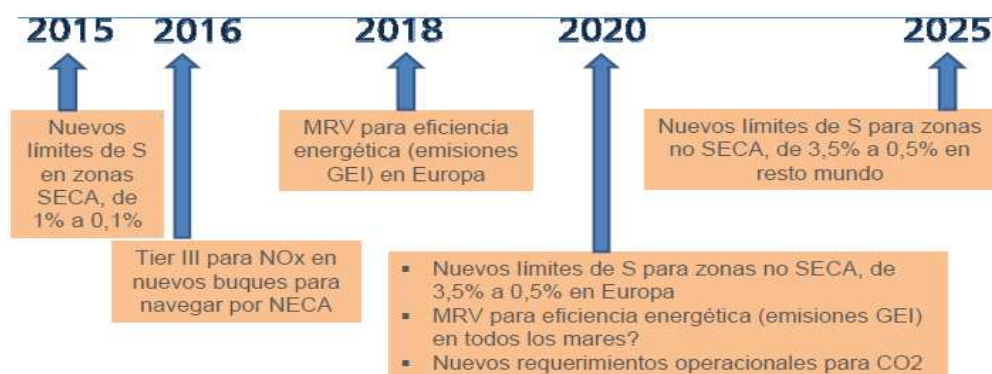 2015 2016 2018 2020 2025
Nuevos
límites de S
en zonas
SECA, de
1% a 0,1%
MRV para eficiencia
energética (emisiones
GEI) en Europa
Nuevos límites de S para zonas
no SECA, de 3,5% a 0,5% en
resto mundo
Tier III para NOx en
nuevos buques para
navegar por NECA
▪ Nuevos límites de S para zonas no SECA, de
3,5% a 0,5% en Europa
▪ MRV para eficiencia energética (emisiones GEI)
en todos los mares?
▪ Nuevos requerimientos operacionales para CO2